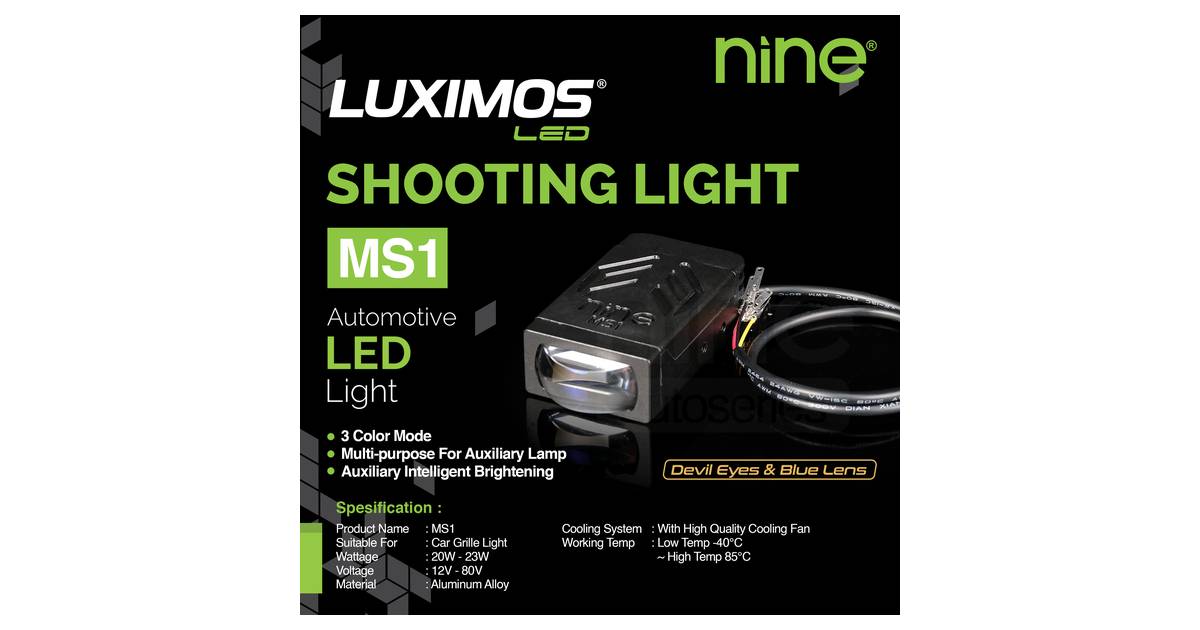 nine®
LUXIMOS®
LED
SHOOTING LIGHT
MS1
Automotive
LED
Light
nine
MS1
autoseries
3 Color Mode
Multi-purpose For Auxiliary Lamp
Auxiliary Intelligent Brightening
Devil Eyes & Blue Lens
Spesification :
Product Name : MS1
Suitable For : Car Grille Light
Wattage : 20W - 23W
Voltage : 12V - 80V
Material : Aluminum Alloy
Cooling System : With High Quality Cooling Fan
Working Temp : Low Temp -40°C
~ High Temp 85°C